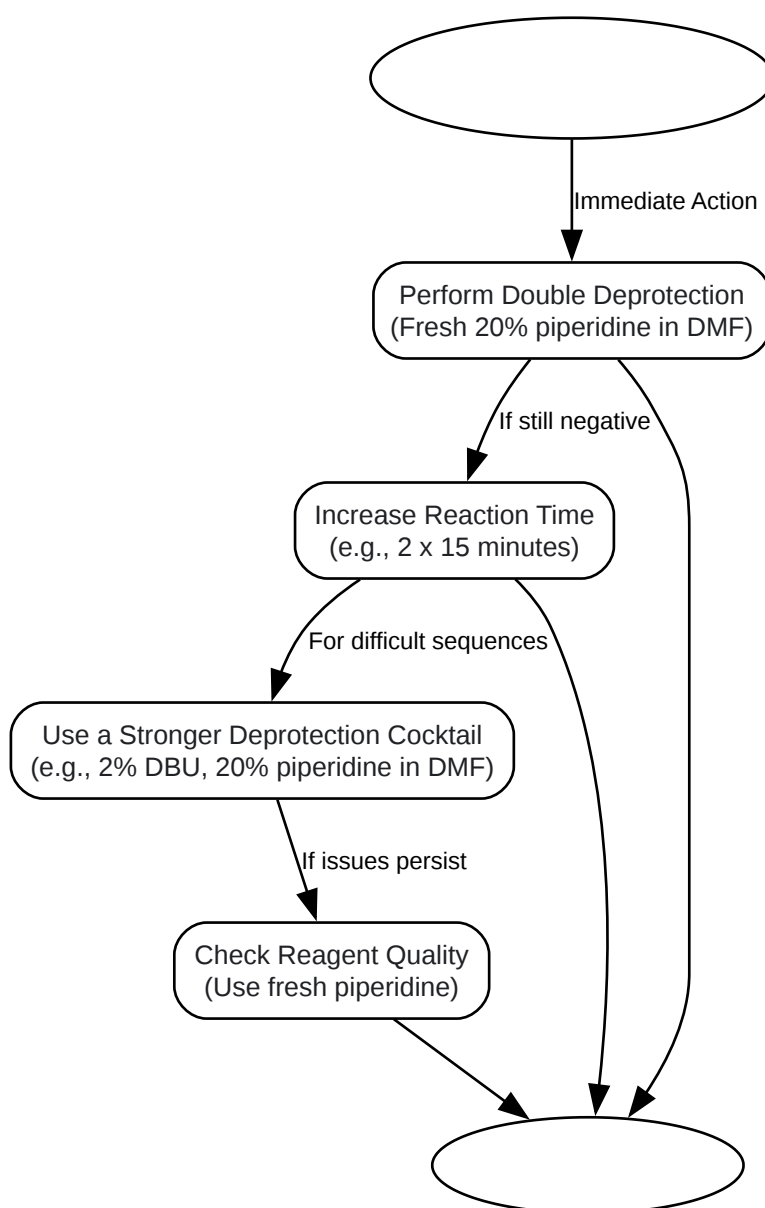 Immediate Action
Perform Double Deprotection
(Fresh 20% piperidine in DMF)
If still negative
Increase Reaction Time
(e.g., 2 x 15 minutes)
For difficult sequences
Use a Stronger Deprotection Cocktail
(e.g., 2% DBU, 20% piperidine in DMF)
If issues persist
Check Reagent Quality
(Use fresh piperidine)